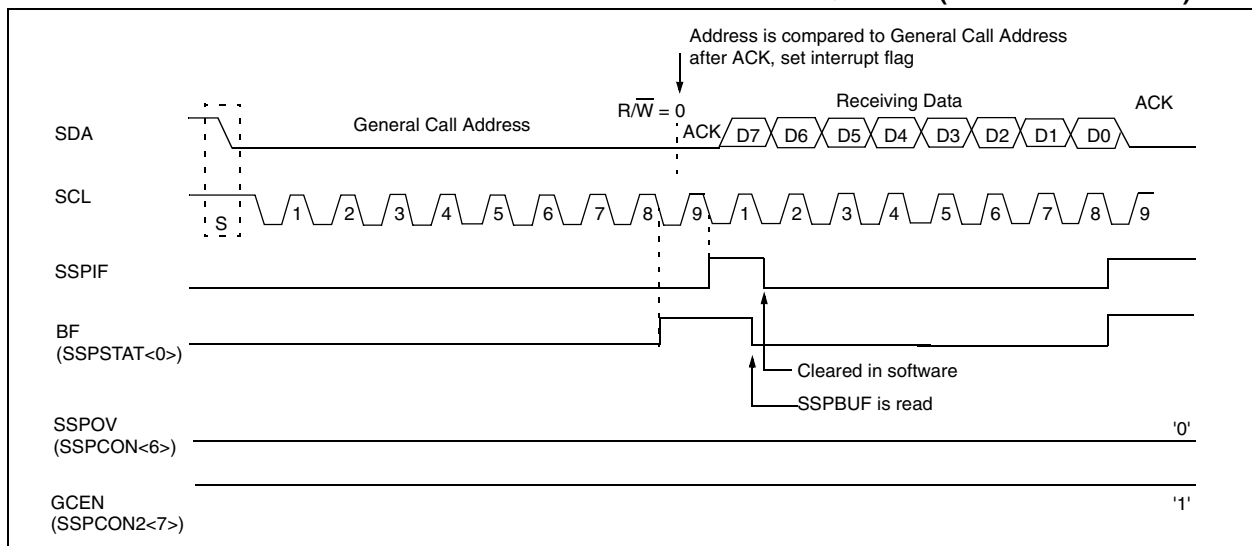 Address is compared to General Call Address
after ACK, set interrupt flag
R/W = 0
Receiving Data
ACK
SDA
General Call Address
ACK
D7 D6 D5 D4 D3 D2 D1 D0
SCL
S
1 2 3 4 5 6 7 8 9 1 2 3 4 5 6 7 8 9
SSPIF
BF
(SSPSTAT<0>)
Cleared in software
SSPBUF is read
SSPOV
(SSPCON<6>)
'0'
GCEN
(SSPCON2<7>)
'1'